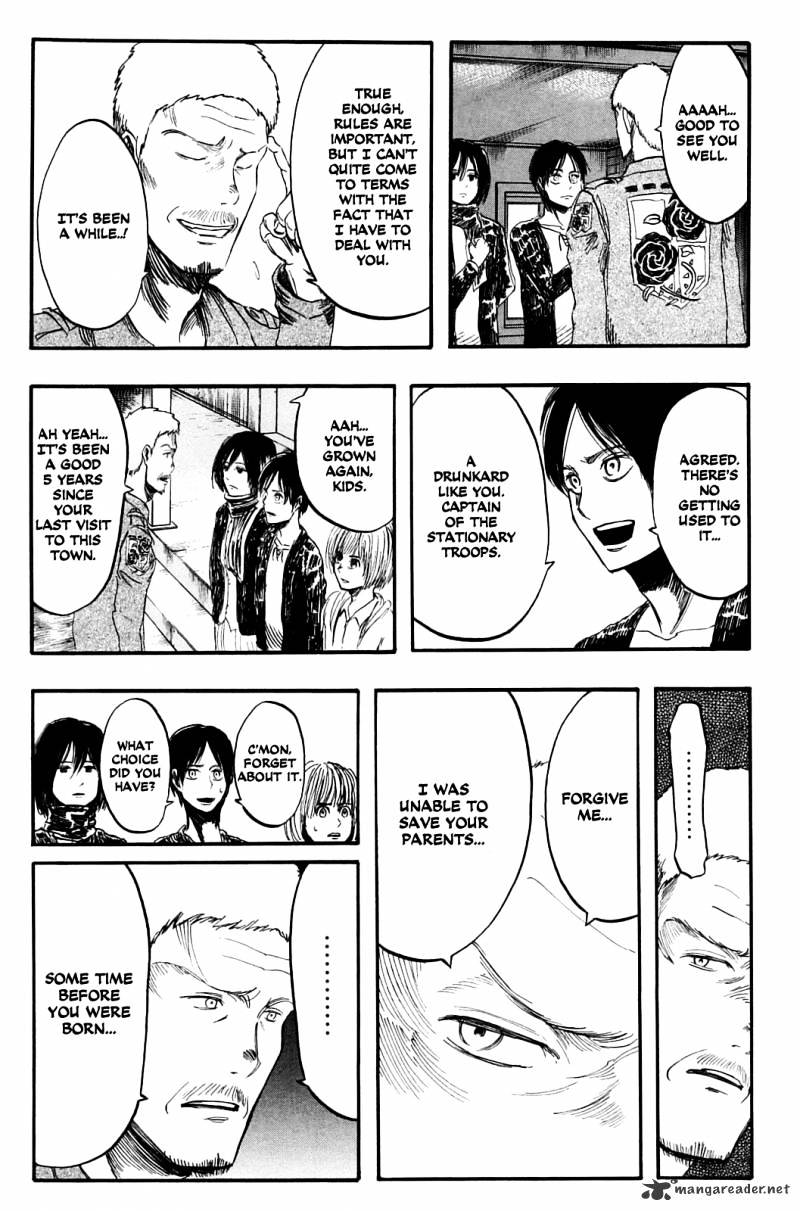 AAAAH...
GOOD TO
SEE YOU
WELL.
TRUE
ENOUGH,
RULES ARE
IMPORTANT,
BUT I CAN'T
QUITE COME
TO TERMS
WITH THE
FACT THAT
I HAVE TO
DEAL WITH
YOU.
IT'S BEEN
A WHILE..!
AGREED.
THERE'S
NO
GETTING
USED TO
IT...
A
DRUNKARD
LIKE YOU.
CAPTAIN
OF THE
STATIONARY
TROOPS.
AAH...
YOU'VE
GROWN
AGAIN,
KIDS.
AH YEAH...
IT'S BEEN
A GOOD
5 YEARS
SINCE
YOUR
LAST VISIT
TO THIS
TOWN.
.........
FORGIVE
ME...
I WAS
UNABLE TO
SAVE YOUR
PARENTS...
C'MON,
FORGET
ABOUT IT.
WHAT
CHOICE
DID YOU
HAVE?
.........
SOME TIME
BEFORE
YOU WERE
BORN...
mangareader.net